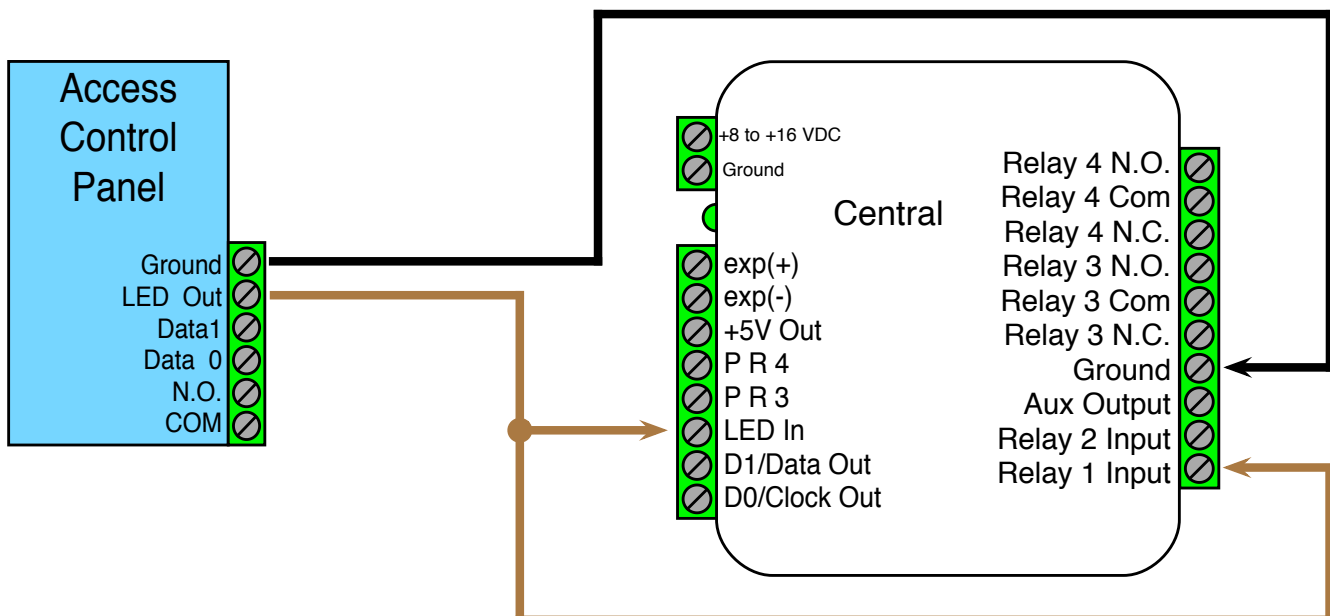 Access
Control
Panel
Ground
LED Out
Data1
Data 0
N.O.
COM
+8 to +16 VDC
Ground
Central
exp(+)
exp(-)
+5V Out
P R 4
P R 3
LED In
D1/Data Out
D0/Clock Out
Relay 4 N.O.
Relay 4 Com
Relay 4 N.C.
Relay 3 N.O.
Relay 3 Com
Relay 3 N.C.
Ground
Aux Output
Relay 2 Input
Relay 1 Input